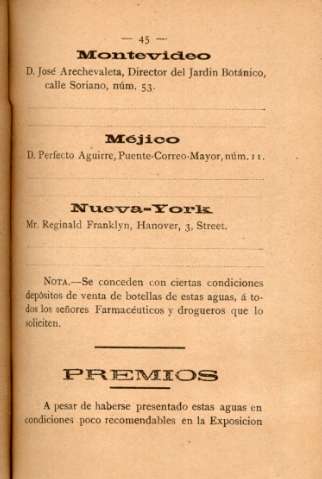 — 45 —
Montevideo
D. José Arechevaleta, Director del Jardin Botánico,
calle Soriano, núm. 53.
Méjico
D. Perfecto Aguirre, Puente-Correo-Mayor, núm. 11.
Nueva-York
Mr. Reginald Franklyn, Hanover, 3, Street.
NOTA.—Se conceden con ciertas condiciones
depósitos de venta de botellas de estas aguas, á to-
dos los señores Farmacéuticos y drogueros que lo
soliciten.
PREMIOS
A pesar de haberse presentado estas aguas en
condiciones poco recomendables en la Exposicion